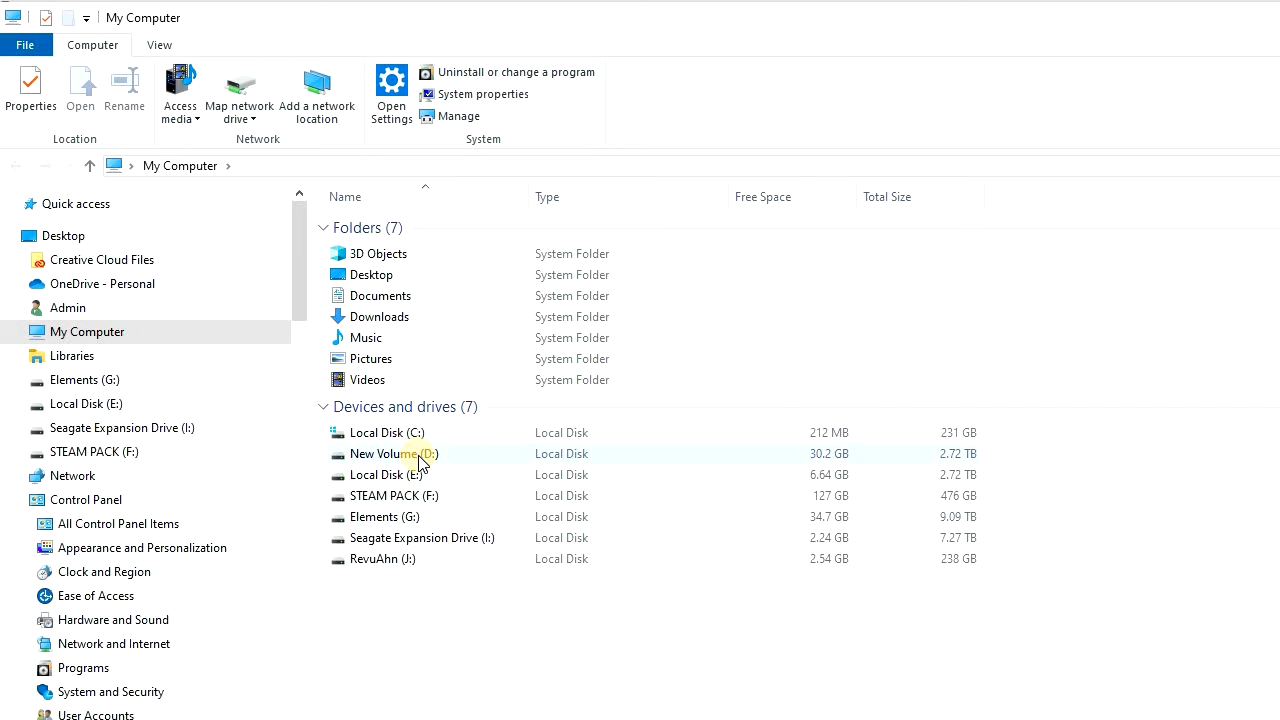 My Computer
File Computer View
Properties Open Rename Access media Map network drive Add a network location Open Settings Uninstall or change a program
System properties
Manage
Location Network System
My Computer
Name Type Free Space Total Size
Quick access
Desktop
Creative Cloud Files
OneDrive - Personal
Admin
My Computer
Libraries
Elements (G:)
Local Disk (E:)
Seagate Expansion Drive (I:)
STEAM PACK (F:)
Network
Control Panel
All Control Panel Items
Appearance and Personalization
Clock and Region
Ease of Access
Hardware and Sound
Network and Internet
Programs
System and Security
User Accounts
Folders (7)
3D Objects System Folder
Desktop System Folder
Documents System Folder
Downloads System Folder
Music System Folder
Pictures System Folder
Videos System Folder
Devices and drives (7)
Local Disk (C:) Local Disk 212 MB 231 GB
New Volume (D:) Local Disk 30.2 GB 2.72 TB
Local Disk (E:) Local Disk 6.64 GB 2.72 TB
STEAM PACK (F:) Local Disk 127 GB 476 GB
Elements (G:) Local Disk 34.7 GB 9.09 TB
Seagate Expansion Drive (I:) Local Disk 2.24 GB 7.27 TB
RevuAhn (J:) Local Disk 2.54 GB 238 GB